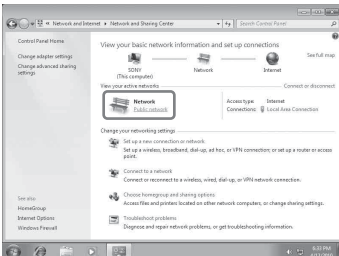 Network and Internet ▸ Network and Sharing Center
Search Control Panel
Control Panel Home
Change adapter settings
Change advanced sharing
settings
View your basic network information and set up connections
See full map
SONY
(This computer)
Network
Internet
View your active networks
Connect or disconnect
Network
Public network
Access type: Internet
Connections: Local Area Connection
Change your networking settings
Set up a new connection or network
Set up a wireless, broadband, dial-up, ad hoc, or VPN connection; or set up a router or access
point.
Connect to a network
Connect or reconnect to a wireless, wired, dial-up, or VPN network connection.
Choose homegroup and sharing options
Access files and printers located on other network computers, or change sharing settings.
Troubleshoot problems
Diagnose and repair network problems, or get troubleshooting information.
See also
HomeGroup
Internet Options
Windows Firewall
6:33 PM